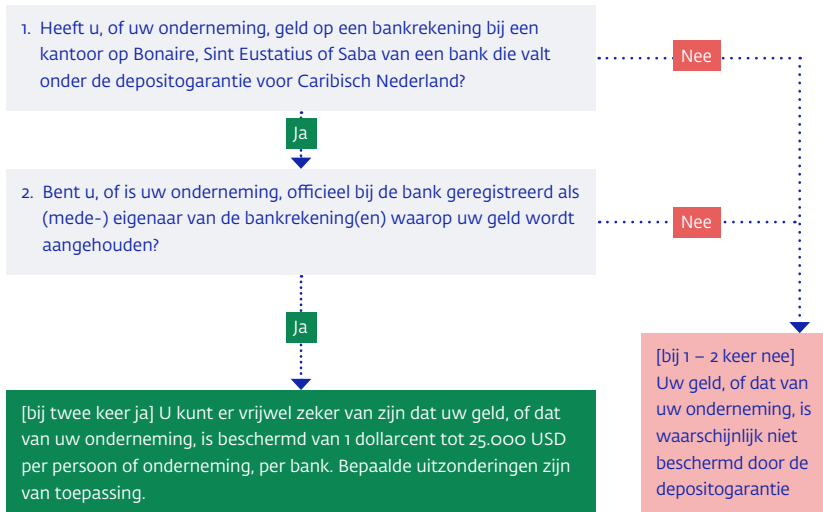 1. Heeft u, of uw onderneming, geld op een bankrekening bij een
kantoor op Bonaire, Sint Eustatius of Saba van een bank die valt
onder de depositogarantie voor Caribisch Nederland?
Nee
Ja
2. Bent u, of is uw onderneming, officieel bij de bank geregistreerd als
(mede-) eigenaar van de bankrekening(en) waarop uw geld wordt
aangehouden?
Nee
Ja
[bij twee keer ja] U kunt er vrijwel zeker van zijn dat uw geld, of dat
van uw onderneming, is beschermd van 1 dollarcent tot 25.000 USD
per persoon of onderneming, per bank. Bepaalde uitzonderingen zijn
van toepassing.
[bij 1 – 2 keer nee]
Uw geld, of dat van
uw onderneming, is
waarschijnlijk niet
beschermd door de
depositogarantie